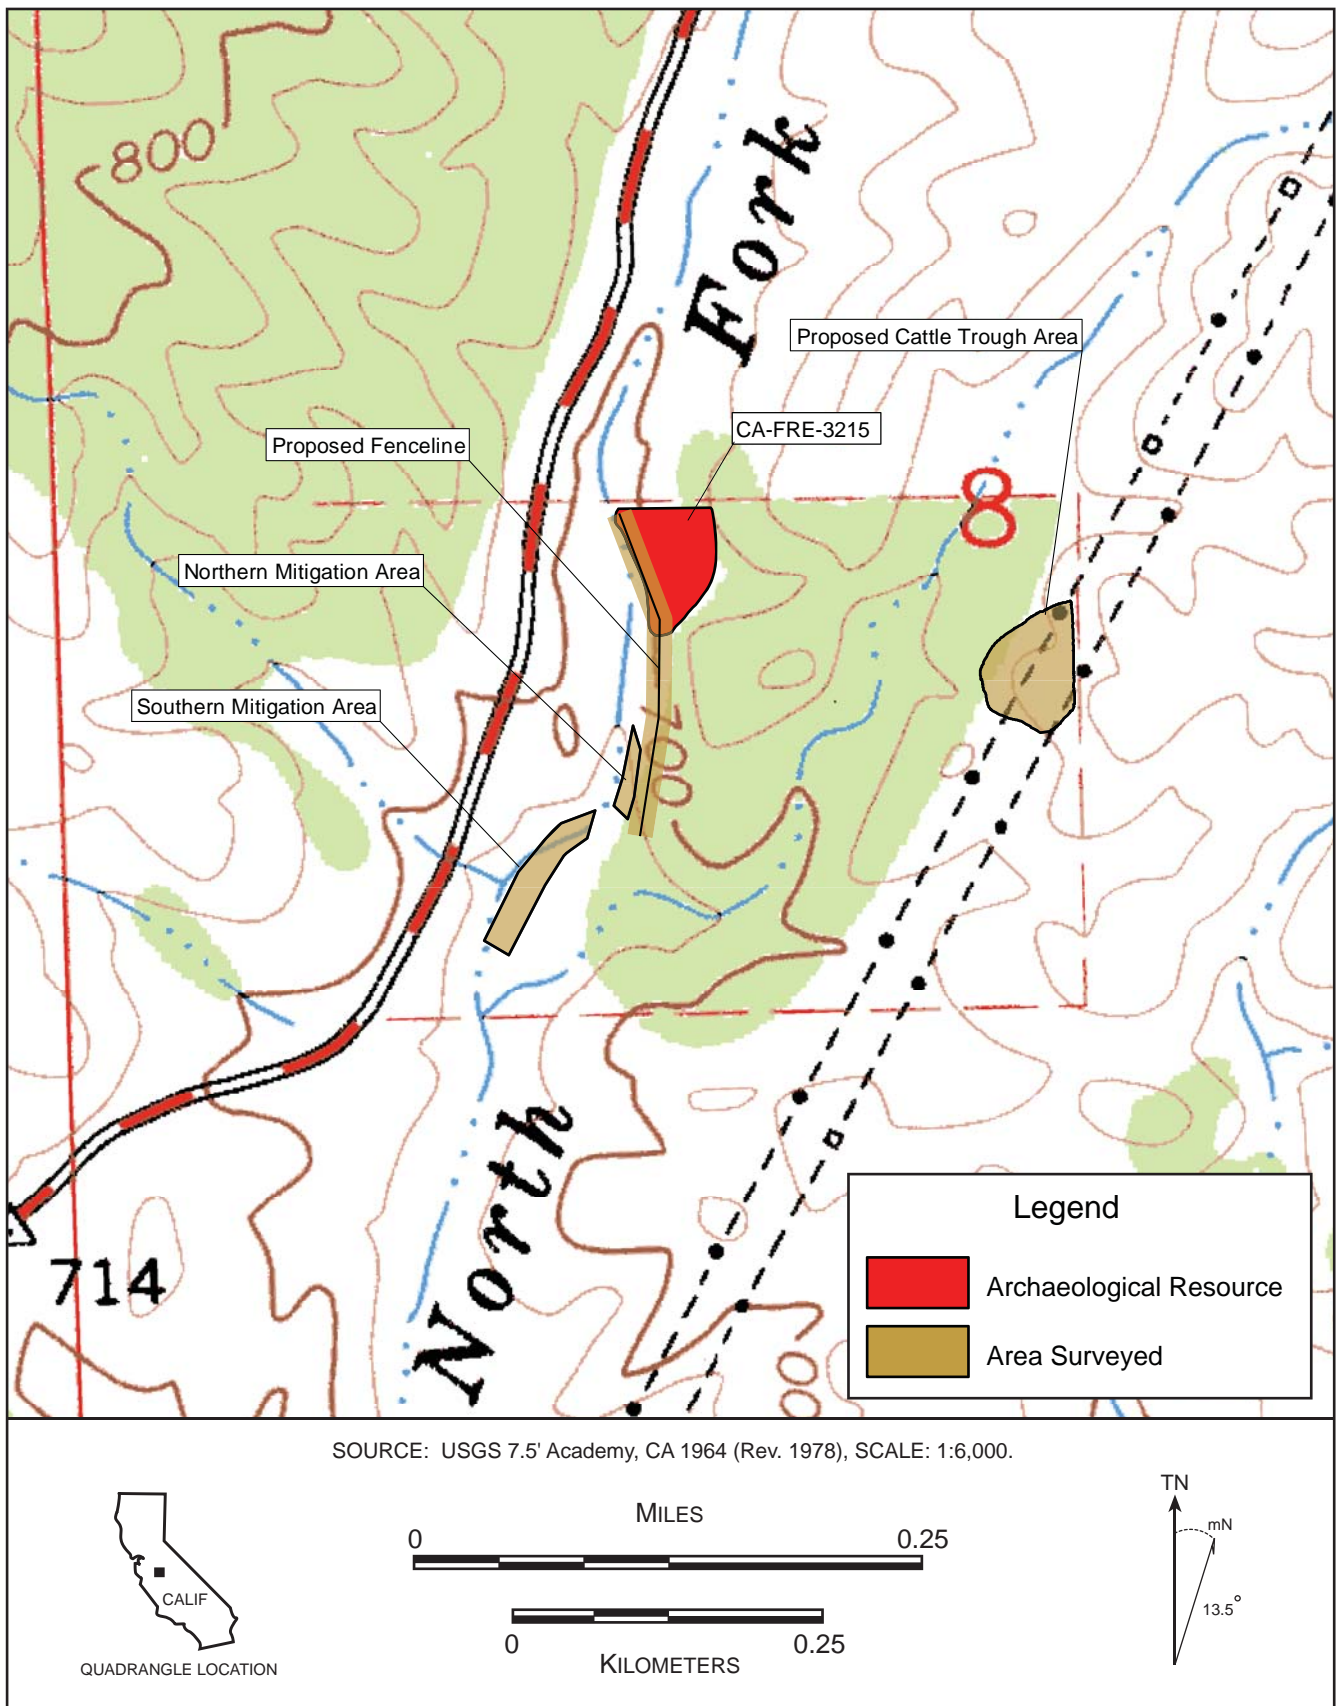 800
Fork
Proposed Cattle Trough Area
CA-FRE-3215
Proposed Fenceline
8
Northern Mitigation Area
Southern Mitigation Area
700
North
714
00
Legend
Archaeological Resource
Area Surveyed
SOURCE: USGS 7.5' Academy, CA 1964 (Rev. 1978), SCALE: 1:6,000.
MILES
0 0.25
0 0.25
KILOMETERS
CALIF
QUADRANGLE LOCATION
TN
mN
13.5°